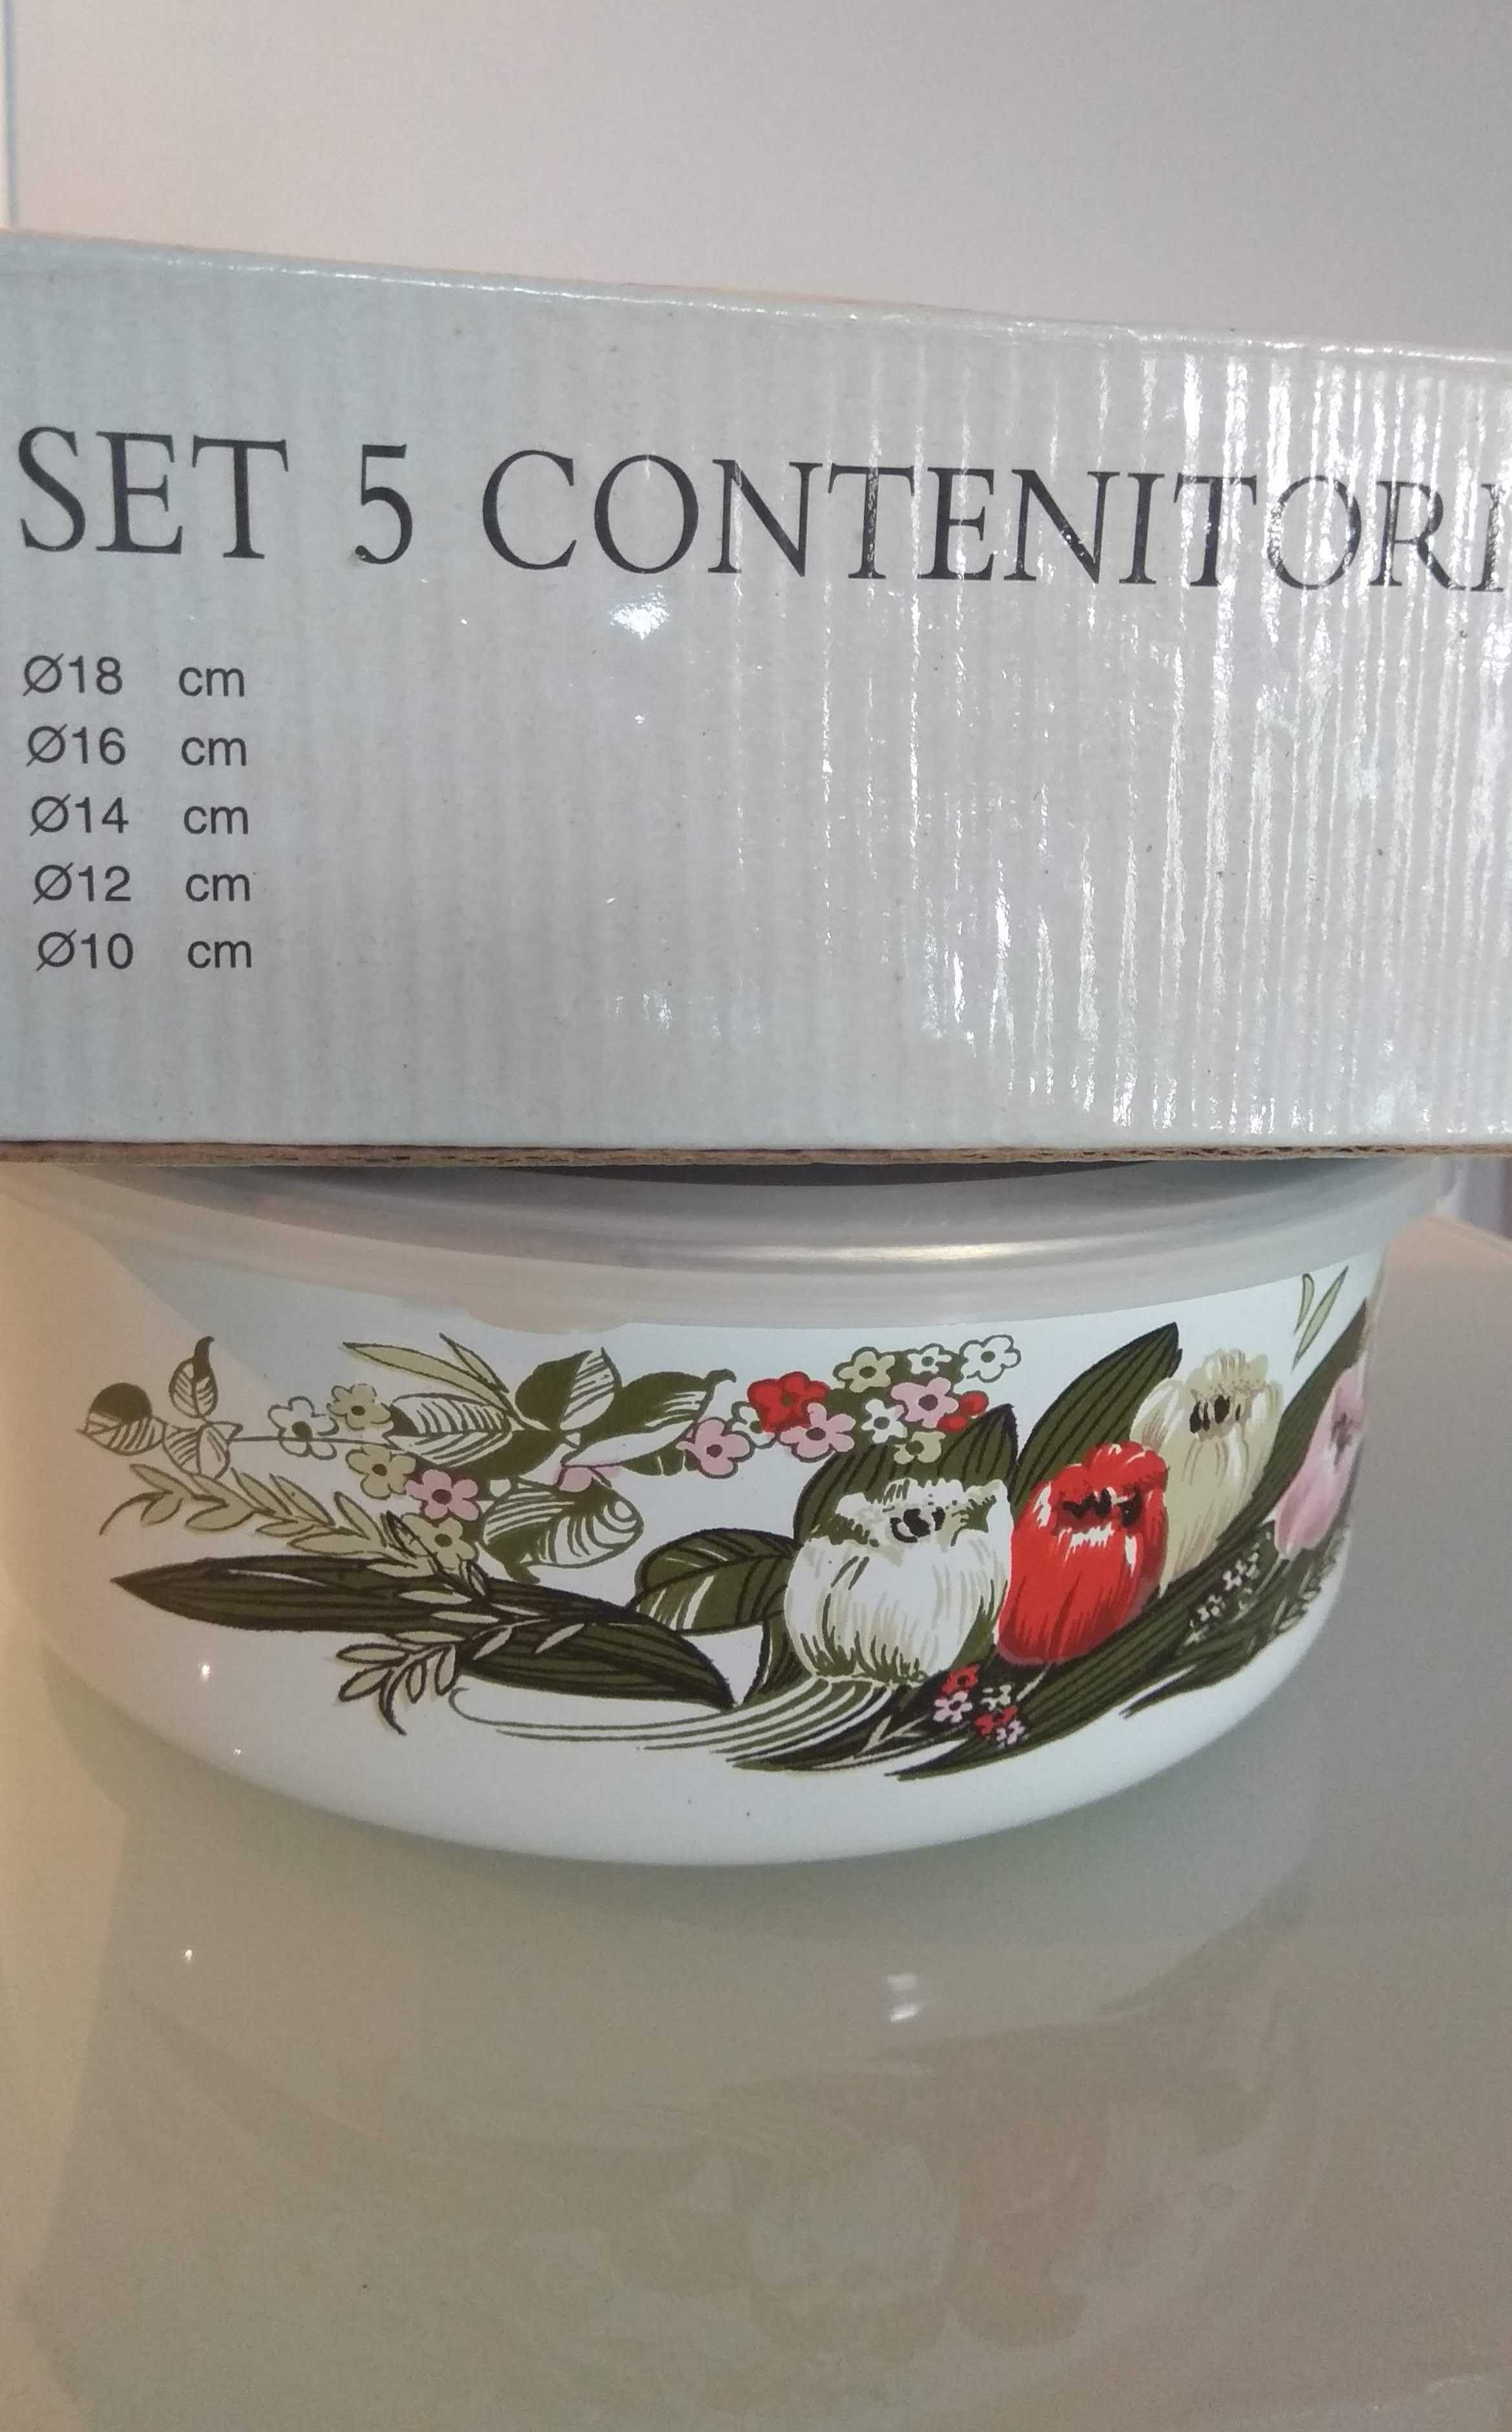 SET 5 CONTENITORI
Ø18 cm
Ø16 cm
Ø14 cm
Ø12 cm
Ø10 cm